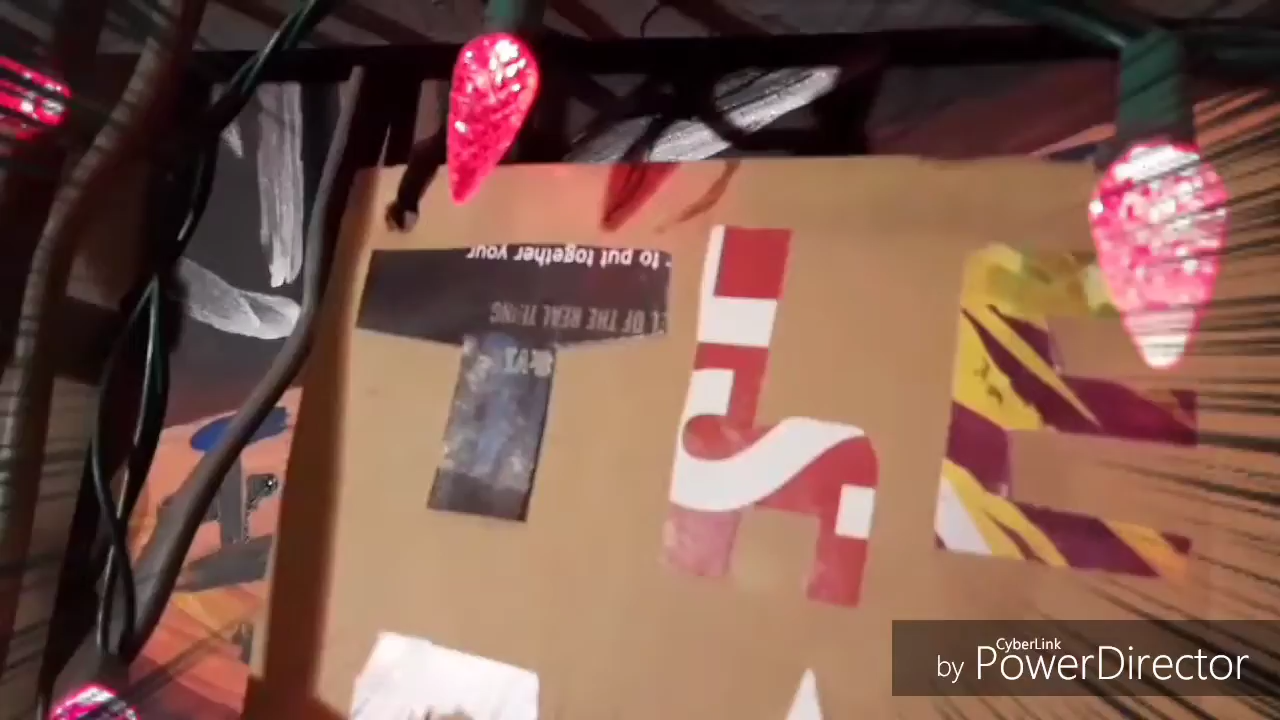 - to put together your
OF THE REAL THING
ThE
CyberLink
by PowerDirector